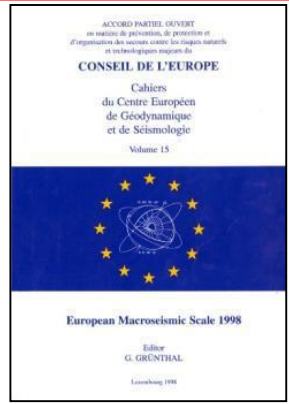 ACCORD PARTIEL OUVERT
en matière de prévention, de protection et
d'organisation des secours contre les risques naturels
et technologiques majeurs du
CONSEIL DE L'EUROPE
Cahiers
du Centre Européen
de Géodynamique
et de Séismologie
Volume 15
European Macroseismic Scale 1998
Editor
G. GRÜNTHAL
Luxembourg 1998